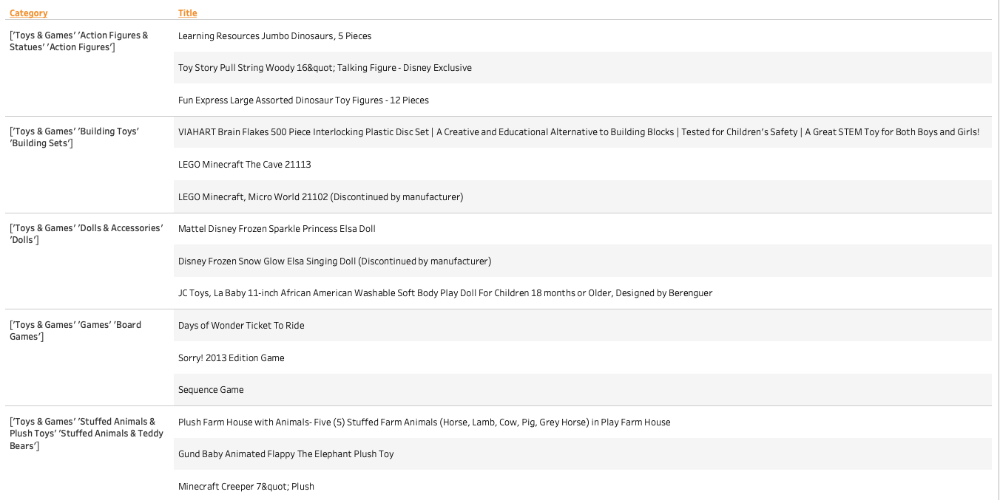 Category Title
['Toys & Games' 'Action Figures &
Statues' 'Action Figures']
Learning Resources Jumbo Dinosaurs, 5 Pieces
Toy Story Pull String Woody 16&quot; Talking Figure - Disney Exclusive
Fun Express Large Assorted Dinosaur Toy Figures - 12 Pieces
['Toys & Games' 'Building Toys'
'Building Sets']
VIAHART Brain Flakes 500 Piece Interlocking Plastic Disc Set | A Creative and Educational Alternative to Building Blocks | Tested for Children's Safety | A Great STEM Toy for Both Boys and Girls!
LEGO Minecraft The Cave 21113
LEGO Minecraft, Micro World 21102 (Discontinued by manufacturer)
['Toys & Games' 'Dolls & Accessories'
'Dolls']
Mattel Disney Frozen Sparkle Princess Elsa Doll
Disney Frozen Snow Glow Elsa Singing Doll (Discontinued by manufacturer)
JC Toys, La Baby 11-inch African American Washable Soft Body Play Doll For Children 18 months or Older, Designed by Berenguer
['Toys & Games' 'Games' 'Board
Games']
Days of Wonder Ticket To Ride
Sorry! 2013 Edition Game
Sequence Game
['Toys & Games' 'Stuffed Animals &
Plush Toys' 'Stuffed Animals & Teddy
Bears']
Plush Farm House with Animals- Five (5) Stuffed Farm Animals (Horse, Lamb, Cow, Pig, Grey Horse) in Play Farm House
Gund Baby Animated Flappy The Elephant Plush Toy
Minecraft Creeper 7&quot; Plush